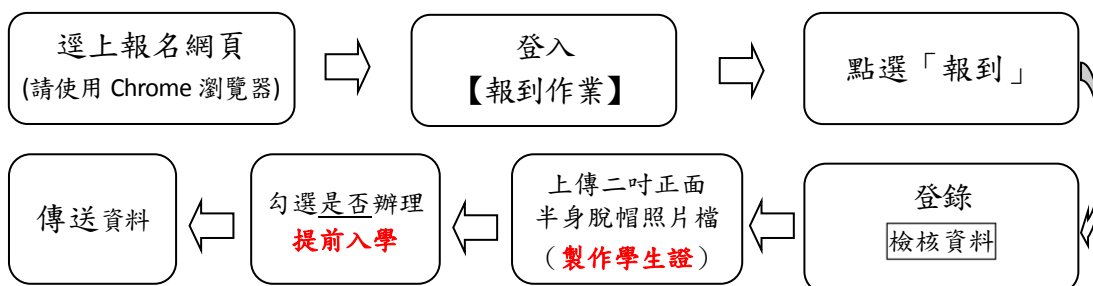 逕上報名網頁
(請使用 Chrome 瀏覽器)
登入
【報到作業】
點選「報到」
登錄
檢核資料
上傳二吋正面
半身脫帽照片檔
（製作學生證）
勾選是否辦理
提前入學
傳送資料